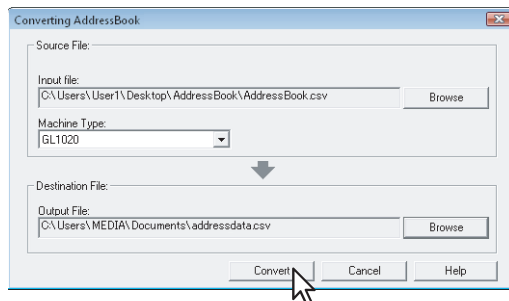 Converting AddressBook
Source File:
Input file:
C:\Users\User1\Desktop\AddressBook\AddressBook.csv
Browse
Machine Type:
GL1020
Destination File:
Output File:
C:\Users\MEDIA\Documents\addressdata.csv
Browse
Convert
Cancel
Help